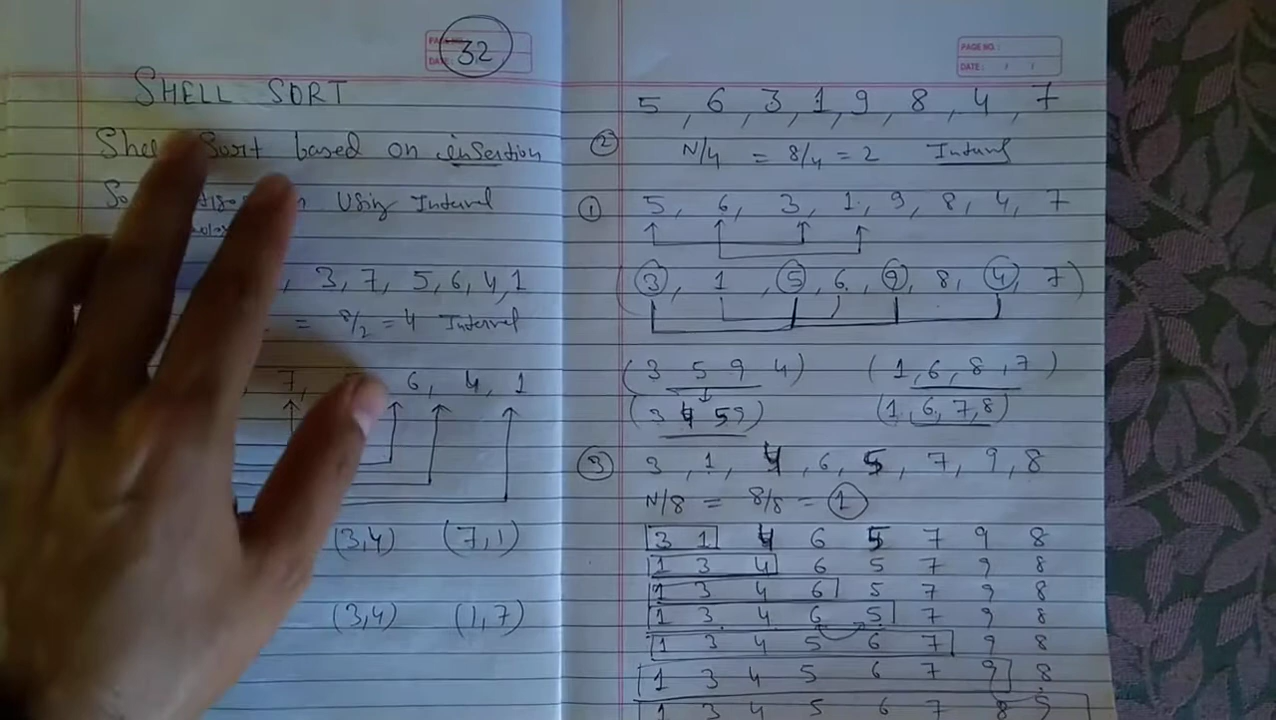 PAGE NO.
DATE:
32
SHELL SORT
Shell Sort based on insertion
Using Interval
3, 7, 5, 6, 4, 1
= 8/2 = 4 Interval
7, 6, 4, 1
(3,4) (7,1)
(3,4) (1,7)
PAGE NO.:
DATE: / /
5, 6, 3, 1, 9, 8, 4, 7
② N/4 = 8/4 = 2 Interval
① 5, 6, 3, 1, 9, 8, 4, 7
(3, 1, 5, 6, 9, 8, 4, 7)
(3 5 9 4) (1, 6, 8, 7)
(3 4 5 9) (1, 6, 7, 8)
③ 3, 1, 4, 6, 5, 7, 9, 8
N/8 = 8/8 = 1
3 1 4 6 5 7 9 8
1 3 4 6 5 7 9 8
1 3 4 6 5 7 9 8
1 3 4 6 5 7 9 8
1 3 4 5 6 7 9 8
1 3 4 5 6 7 9 8
1 3 4 5 6 7 8 9